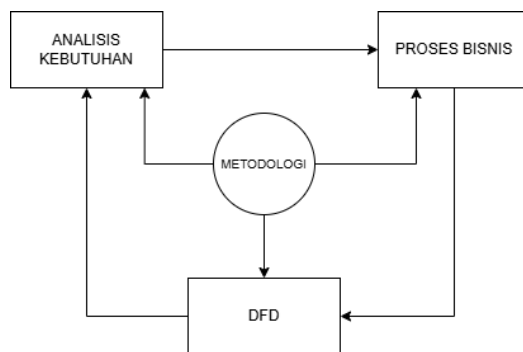 ANALISIS
KEBUTUHAN
PROSES BISNIS
METODOLOGI
DFD